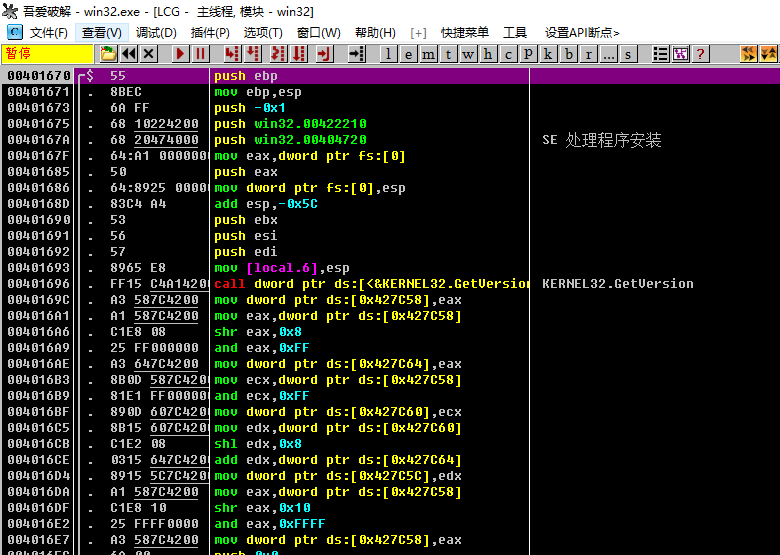 吾爱破解 - win32.exe - [LCG - 主线程, 模块 - win32]
文件(F) 查看(V) 调试(D) 插件(P) 选项(T) 窗口(W) 帮助(H) [+] 快捷菜单 工具 设置API断点>
暂停 l e m t w h c p k b r ... s ?
00401670 $ 55 push ebp
00401671 . 8BEC mov ebp,esp
00401673 . 6A FF push -0x1
00401675 . 68 10224200 push win32.00422210
0040167A . 68 20474000 push win32.00404720 SE 处理程序安装
0040167F . 64:A1 0000000 mov eax,dword ptr fs:[0]
00401685 . 50 push eax
00401686 . 64:8925 00000 mov dword ptr fs:[0],esp
0040168D . 83C4 A4 add esp,-0x5C
00401690 . 53 push ebx
00401691 . 56 push esi
00401692 . 57 push edi
00401693 . 8965 E8 mov [local.6],esp
00401696 . FF15 C4A14200 call dword ptr ds:[<&KERNEL32.GetVersion KERNEL32.GetVersion
0040169C . A3 587C4200 mov dword ptr ds:[0x427C58],eax
004016A1 . A1 587C4200 mov eax,dword ptr ds:[0x427C58]
004016A6 . C1E8 08 shr eax,0x8
004016A9 . 25 FF000000 and eax,0xFF
004016AE . A3 647C4200 mov dword ptr ds:[0x427C64],eax
004016B3 . 8B0D 587C4200 mov ecx,dword ptr ds:[0x427C58]
004016B9 . 81E1 FF000000 and ecx,0xFF
004016BF . 890D 607C4200 mov dword ptr ds:[0x427C60],ecx
004016C5 . 8B15 607C4200 mov edx,dword ptr ds:[0x427C60]
004016CB . C1E2 08 shl edx,0x8
004016CE . 0315 647C4200 add edx,dword ptr ds:[0x427C64]
004016D4 . 8915 5C7C4200 mov dword ptr ds:[0x427C5C],edx
004016DA . A1 587C4200 mov eax,dword ptr ds:[0x427C58]
004016DF . C1E8 10 shr eax,0x10
004016E2 . 25 FFFF0000 and eax,0xFFFF
004016E7 . A3 587C4200 mov dword ptr ds:[0x427C58],eax